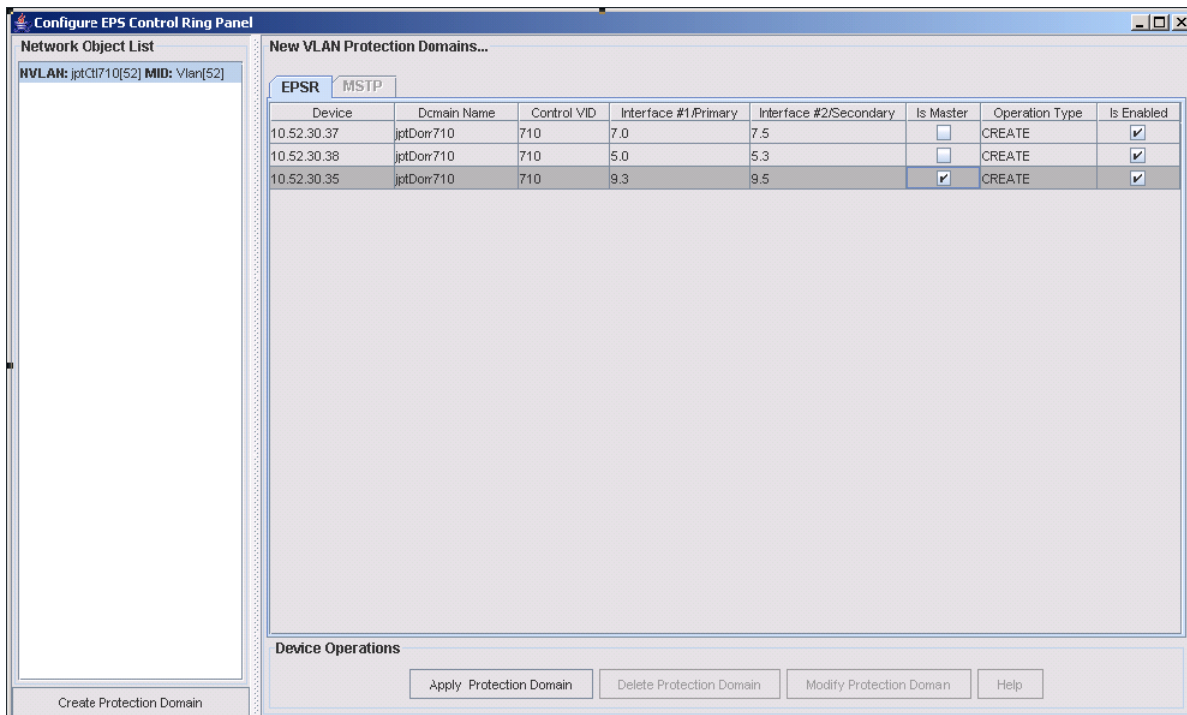 Configure EPS Control Ring Panel
Network Object List
NVLAN: jptCtl710[52] MID: Vlan[52]
New VLAN Protection Domains...
EPSR MSTP
Device Dcmain Name Control VID Interface #1/Primary Interface #2/Secondary Is Master Operation Type Is Enabled
10.52.30.37 jptDorr710 710 7.0 7.5 CREATE
10.52.30.38 jptDorr710 710 5.0 5.3 CREATE
10.52.30.35 jptDorr710 710 9.3 9.5 CREATE
Device Operations
Apply Protection Domain Delete Protection Domain Modify Protection Doman Help
Create Protection Domain